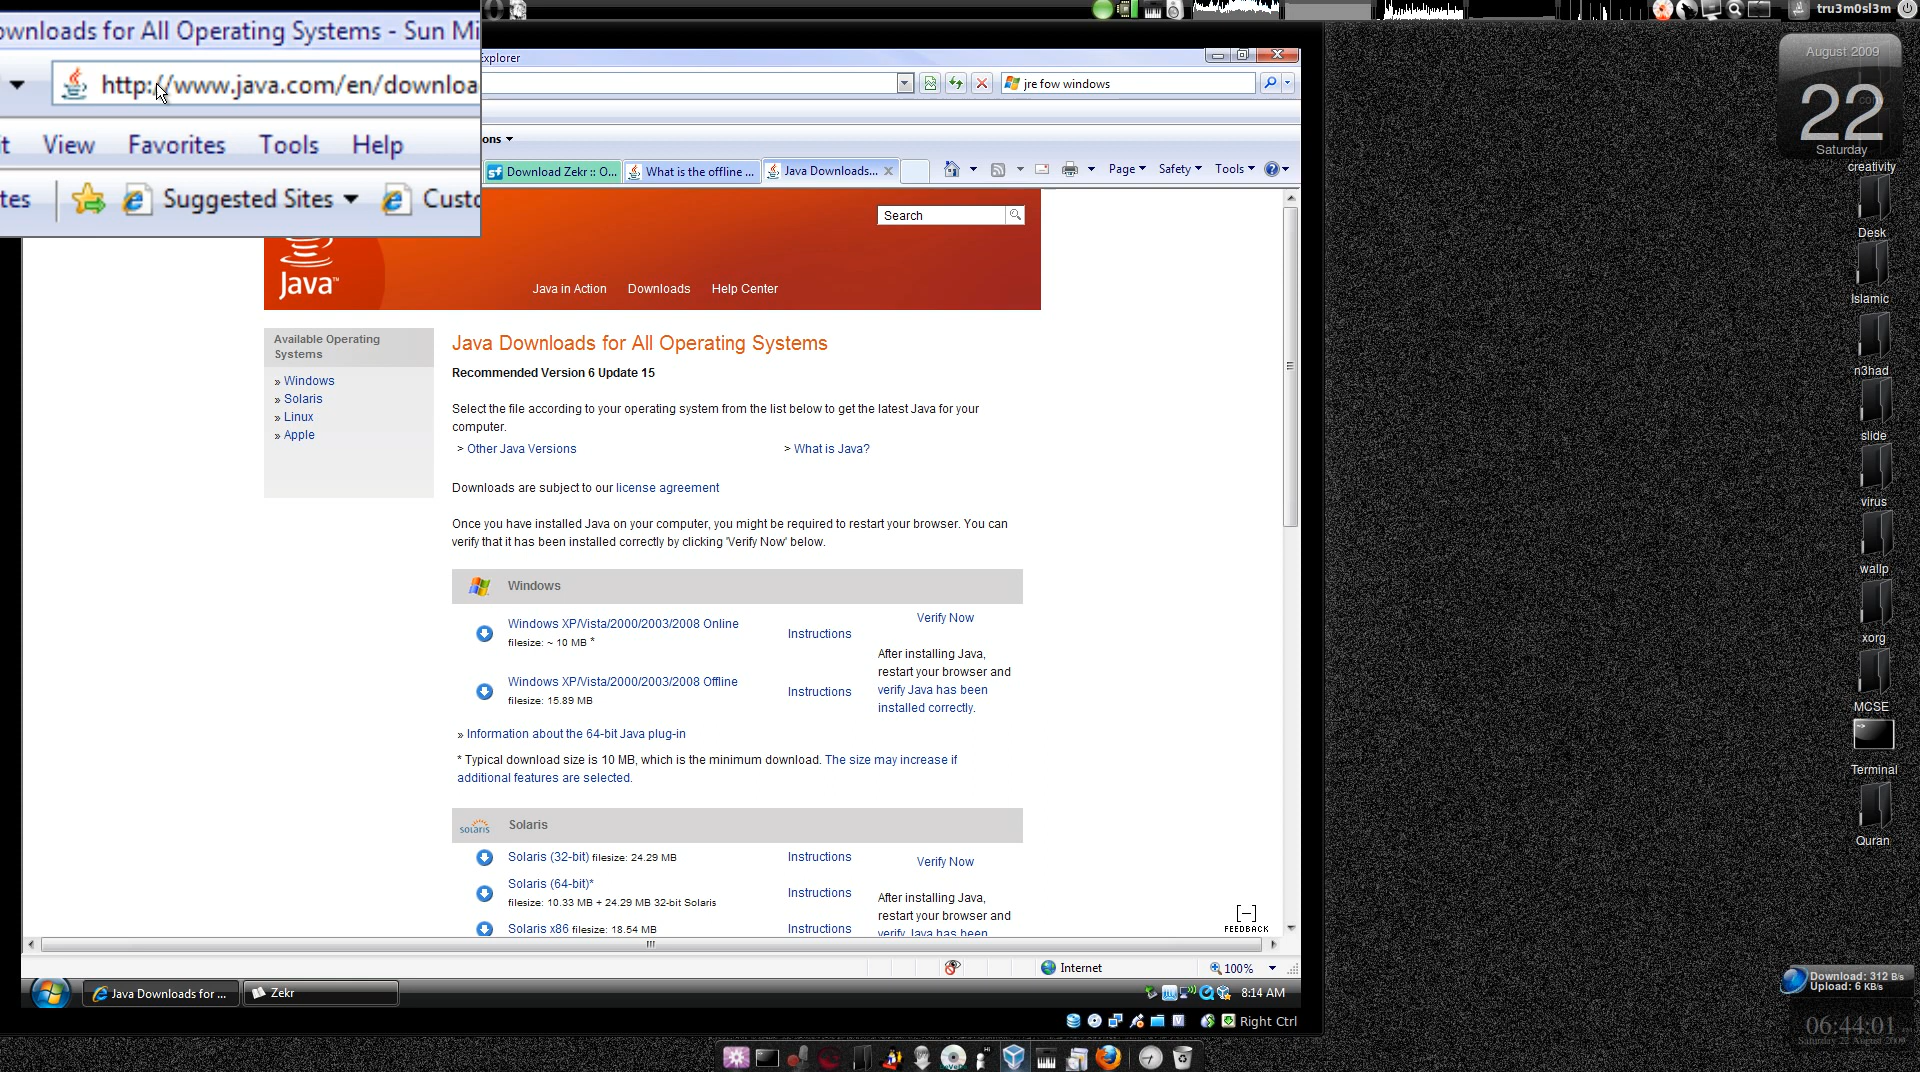 tru3m0sl3m
ownloads for All Operating Systems - Sun Mi
http://www.java.com/en/downloa
View Favorites Tools Help
tes Suggested Sites Custo
xplorer
jre fow windows
ons
Download Zekr :: O...
What is the offline ...
Java Downloads...
Page Safety Tools
Search
Java™
Java in Action Downloads Help Center
Available Operating
Systems
» Windows
» Solaris
» Linux
» Apple
Java Downloads for All Operating Systems
Recommended Version 6 Update 15
Select the file according to your operating system from the list below to get the latest Java for your
computer.
> Other Java Versions > What is Java?
Downloads are subject to our license agreement
Once you have installed Java on your computer, you might be required to restart your browser. You can
verify that it has been installed correctly by clicking 'Verify Now' below.
Windows
Windows XP/Vista/2000/2003/2008 Online
filesize: ~ 10 MB *
Instructions
Windows XP/Vista/2000/2003/2008 Offline
filesize: 15.89 MB
Instructions
Verify Now
After installing Java,
restart your browser and
verify Java has been
installed correctly.
» Information about the 64-bit Java plug-in
* Typical download size is 10 MB, which is the minimum download. The size may increase if
additional features are selected.
solaris
Solaris
Solaris (32-bit) filesize: 24.29 MB
Instructions
Solaris (64-bit)*
filesize: 10.33 MB + 24.29 MB 32-bit Solaris
Instructions
Solaris x86 filesize: 18.54 MB
Instructions
Verify Now
After installing Java,
restart your browser and
verify Java has been
[–]
FEEDBACK
Internet
100%
Java Downloads for ...
Zekr
8:14 AM
Right Ctrl
August 2009
22
Saturday
creativity
Desk
Islamic
n3had
slide
virus
wallp
xorg
MCSE
Terminal
Quran
Download: 312 B/s
Upload: 6 KB/s
06:44:01
Saturday 22 August 2009